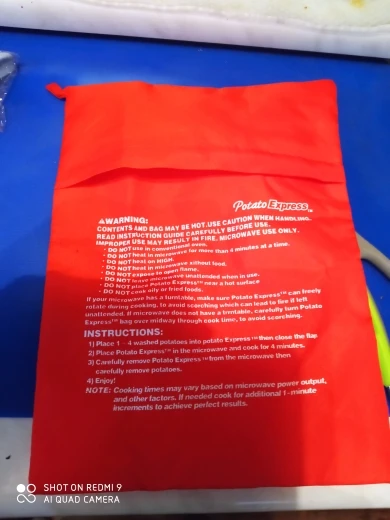 Potato Express™
⚠WARNING:
CONTENTS AND BAG MAY BE HOT. USE CAUTION WHEN HANDLING.
READ INSTRUCTION GUIDE CAREFULLY BEFORE USE.
IMPROPER USE MAY RESULT IN FIRE. MICROWAVE USE ONLY.
• DO NOT use in conventional oven.
• DO NOT heat in microwave for more than 4 minutes at a time.
• DO NOT heat on HIGH.
• DO NOT heat in microwave without food.
• DO NOT expose to open flame.
• DO NOT leave microwave unattended when in use.
• DO NOT place Potato Express™ near a hot surface
• DO NOT cook oily or fried foods.
If your microwave has a turntable, make sure Potato Express™ can freely
rotate during cooking, to avoid scorching which can lead to fire if left
unattended. If microwave does not have a turntable, carefully turn Potato
Express™ bag over midway through cook time, to avoid scorching.
INSTRUCTIONS:
1) Place 1 - 4 washed potatoes into potato Express™ then close the flap
2) Place Potato Express™ in the microwave and cook for 4 minutes.
3) Carefully remove Potato Express™ from the microwave then
carefully remove potatoes.
4) Enjoy!
NOTE: Cooking times may vary based on microwave power output,
and other factors. If needed cook for additional 1-minute
increments to achieve perfect results.
SHOT ON REDMI 9
AI QUAD CAMERA